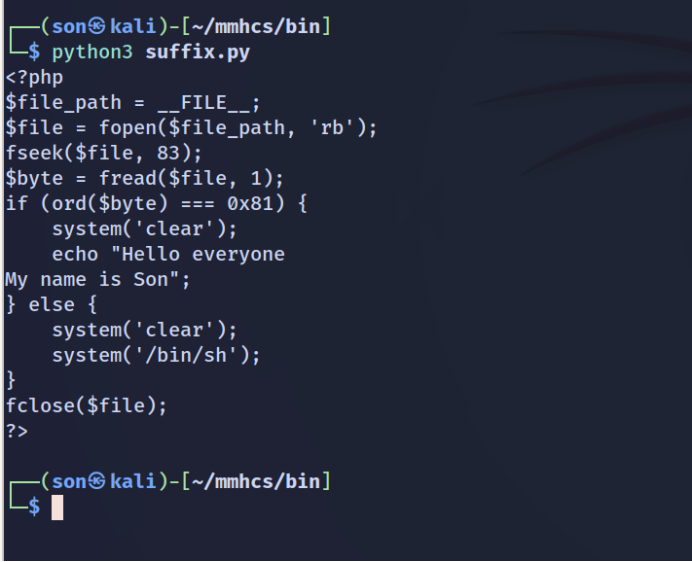 ┌──(son㉿kali)-[~/mmhcs/bin]
└─$ python3 suffix.py
<?php
$file_path = __FILE__;
$file = fopen($file_path, 'rb');
fseek($file, 83);
$byte = fread($file, 1);
if (ord($byte) === 0x81) {
    system('clear');
    echo "Hello everyone
My name is Son";
} else {
    system('clear');
    system('/bin/sh');
}
fclose($file);
?>
┌──(son㉿kali)-[~/mmhcs/bin]
└─$